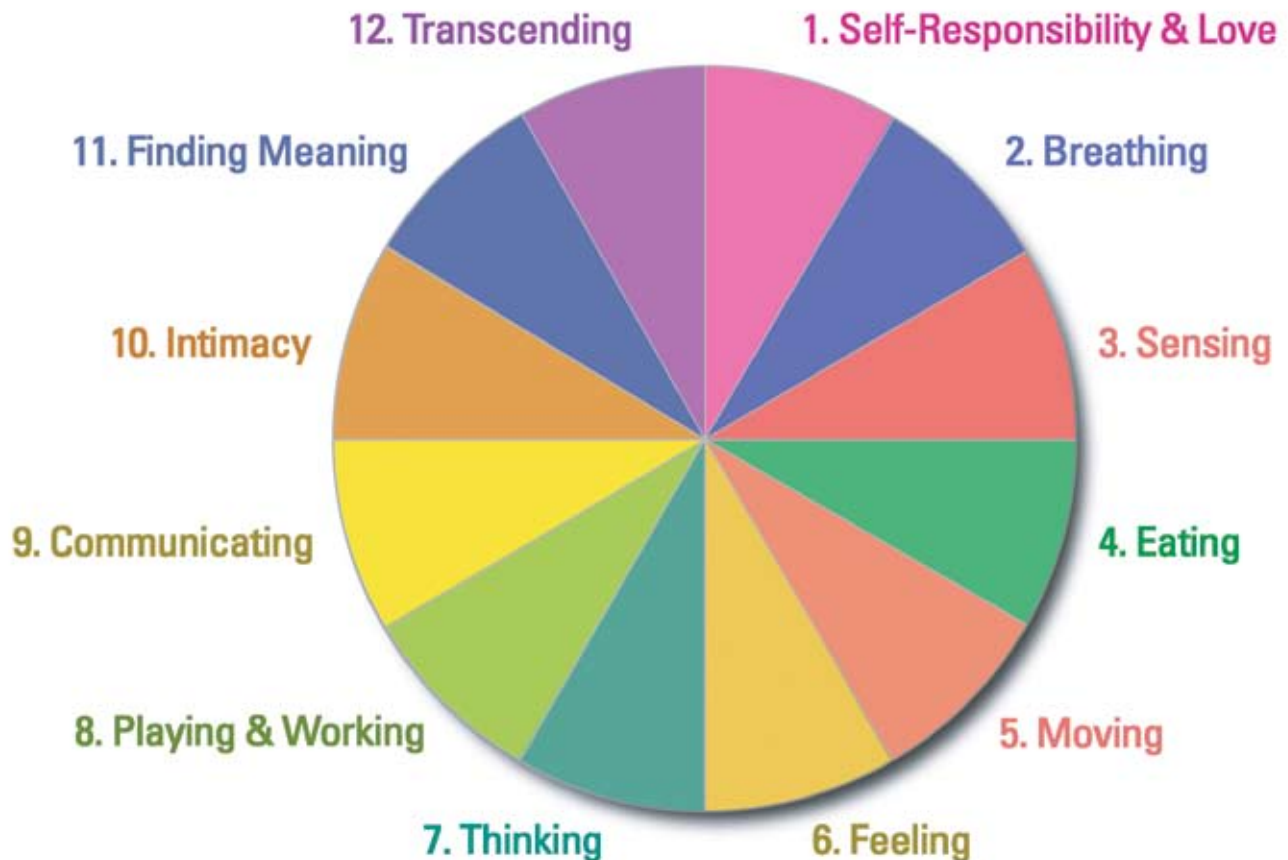 12. Transcending
1. Self-Responsibility & Love
11. Finding Meaning
2. Breathing
10. Intimacy
3. Sensing
9. Communicating
4. Eating
8. Playing & Working
5. Moving
7. Thinking
6. Feeling